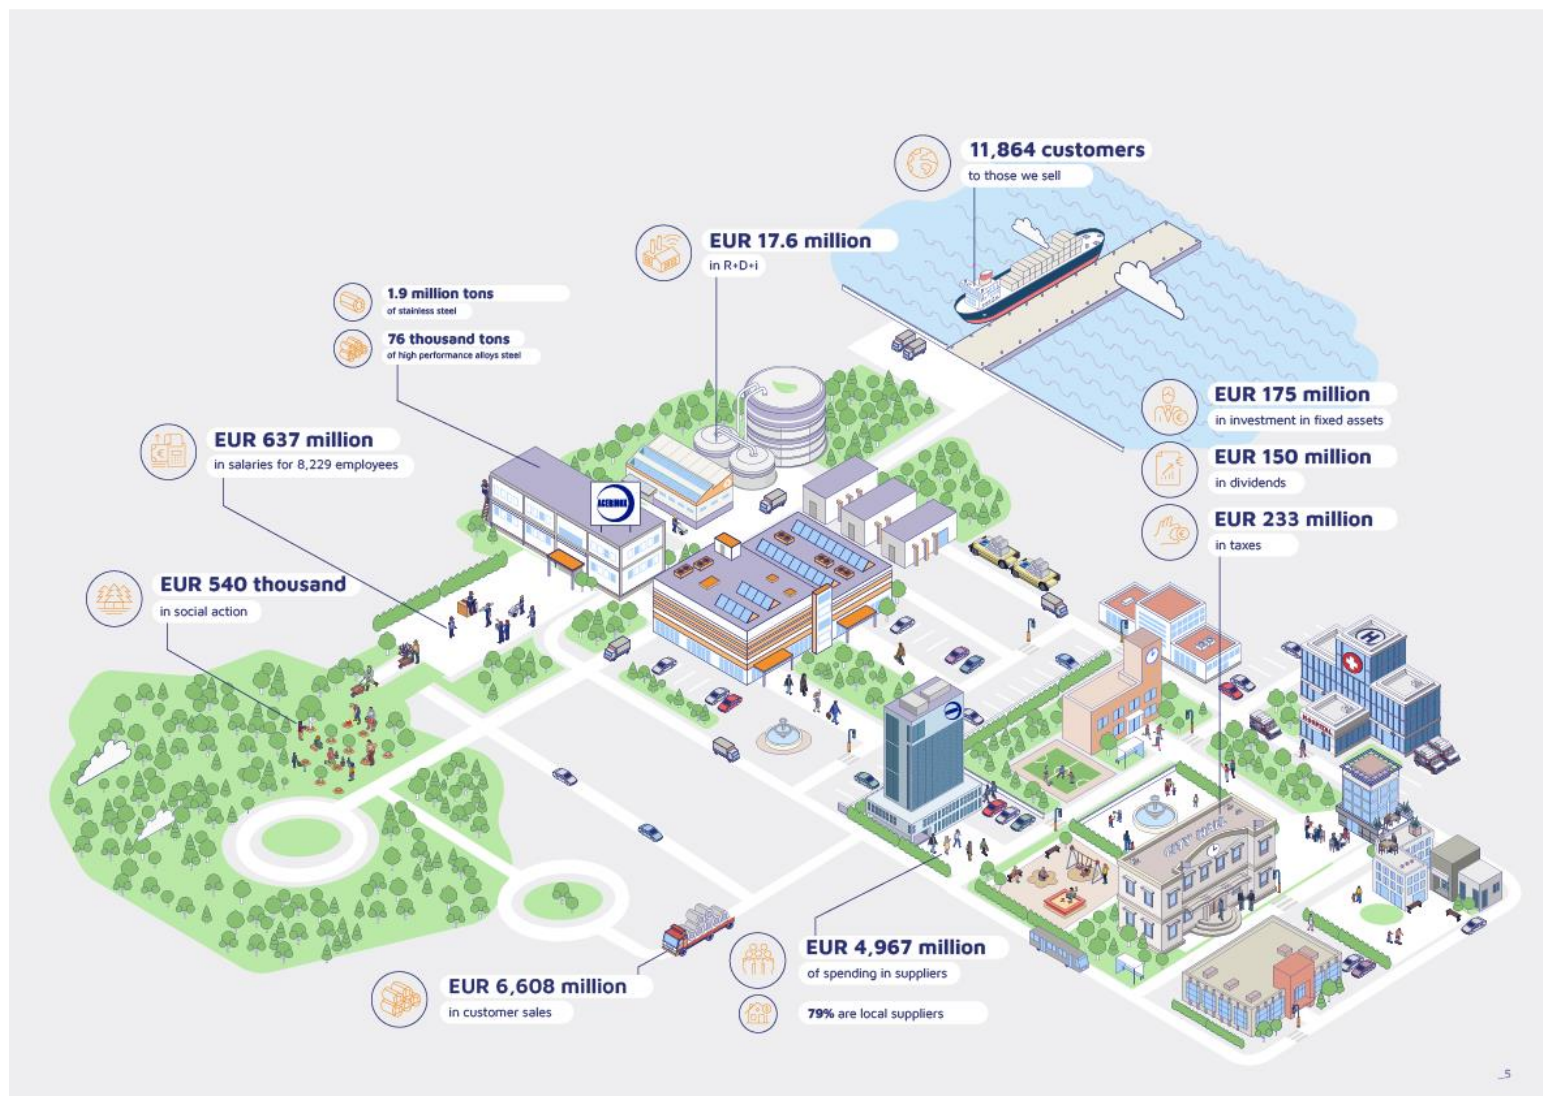 11,864 customers
to those we sell
EUR 17.6 million
in R+D+i
1.9 million tons
of stainless steel
76 thousand tons
of high performance alloys steel
EUR 175 million
in investment in fixed assets
EUR 637 million
in salaries for 8,229 employees
EUR 150 million
in dividends
ACERINOX
EUR 233 million
in taxes
EUR 540 thousand
in social action
H
HOSPITAL
CITY HALL
EUR 4,967 million
of spending in suppliers
EUR 6,608 million
in customer sales
79% are local suppliers
_5